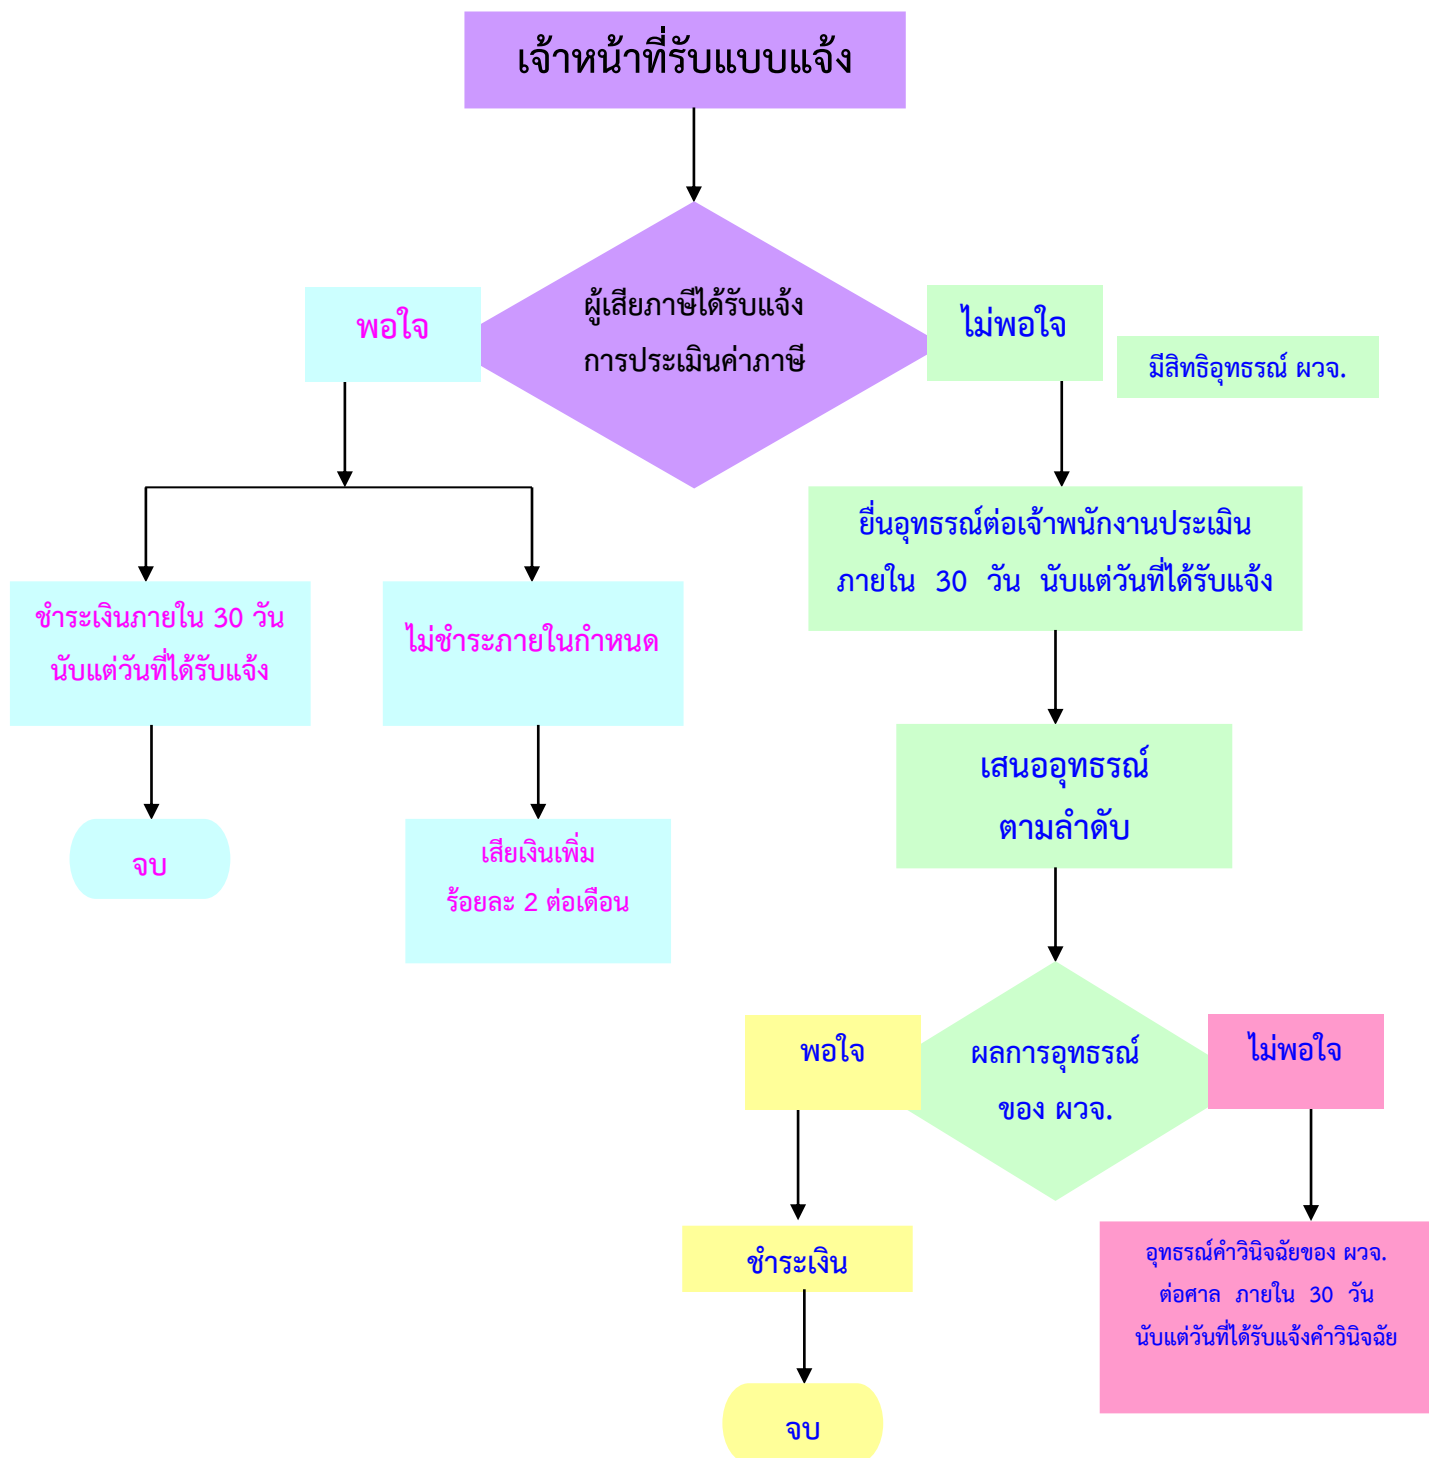 เจ้าหน้าที่รับแบบแจ้ง
ผู้เสียภาษีได้รับแจ้ง
การประเมินค่าภาษี
พอใจ
ไม่พอใจ
มีสิทธิอุทธรณ์ ผวจ.
ยื่นอุทธรณ์ต่อเจ้าพนักงานประเมิน
ภายใน 30 วัน นับแต่วันที่ได้รับแจ้ง
ชำระเงินภายใน 30 วัน
นับแต่วันที่ได้รับแจ้ง
ไม่ชำระภายในกำหนด
เสนออุทธรณ์
ตามลำดับ
จบ
เสียเงินเพิ่ม
ร้อยละ 2 ต่อเดือน
พอใจ
ผลการอุทธรณ์
ของ ผวจ.
ไม่พอใจ
ชำระเงิน
อุทธรณ์คำวินิจฉัยของ ผวจ.
ต่อศาล ภายใน 30 วัน
นับแต่วันที่ได้รับแจ้งคำวินิจฉัย
จบ